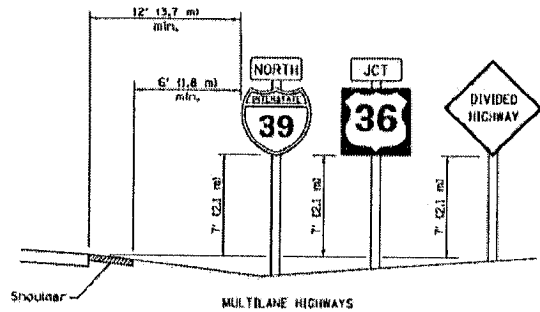 12' (3.7 m)
min.
6' (1.8 m)
min.
NORTH
INTERSTATE
39
JCT
36
DIVIDED
HIGHWAY
7' (2.1 m)
7' (2.1 m)
7' (2.1 m)
Shoulder
MULTILANE HIGHWAYS